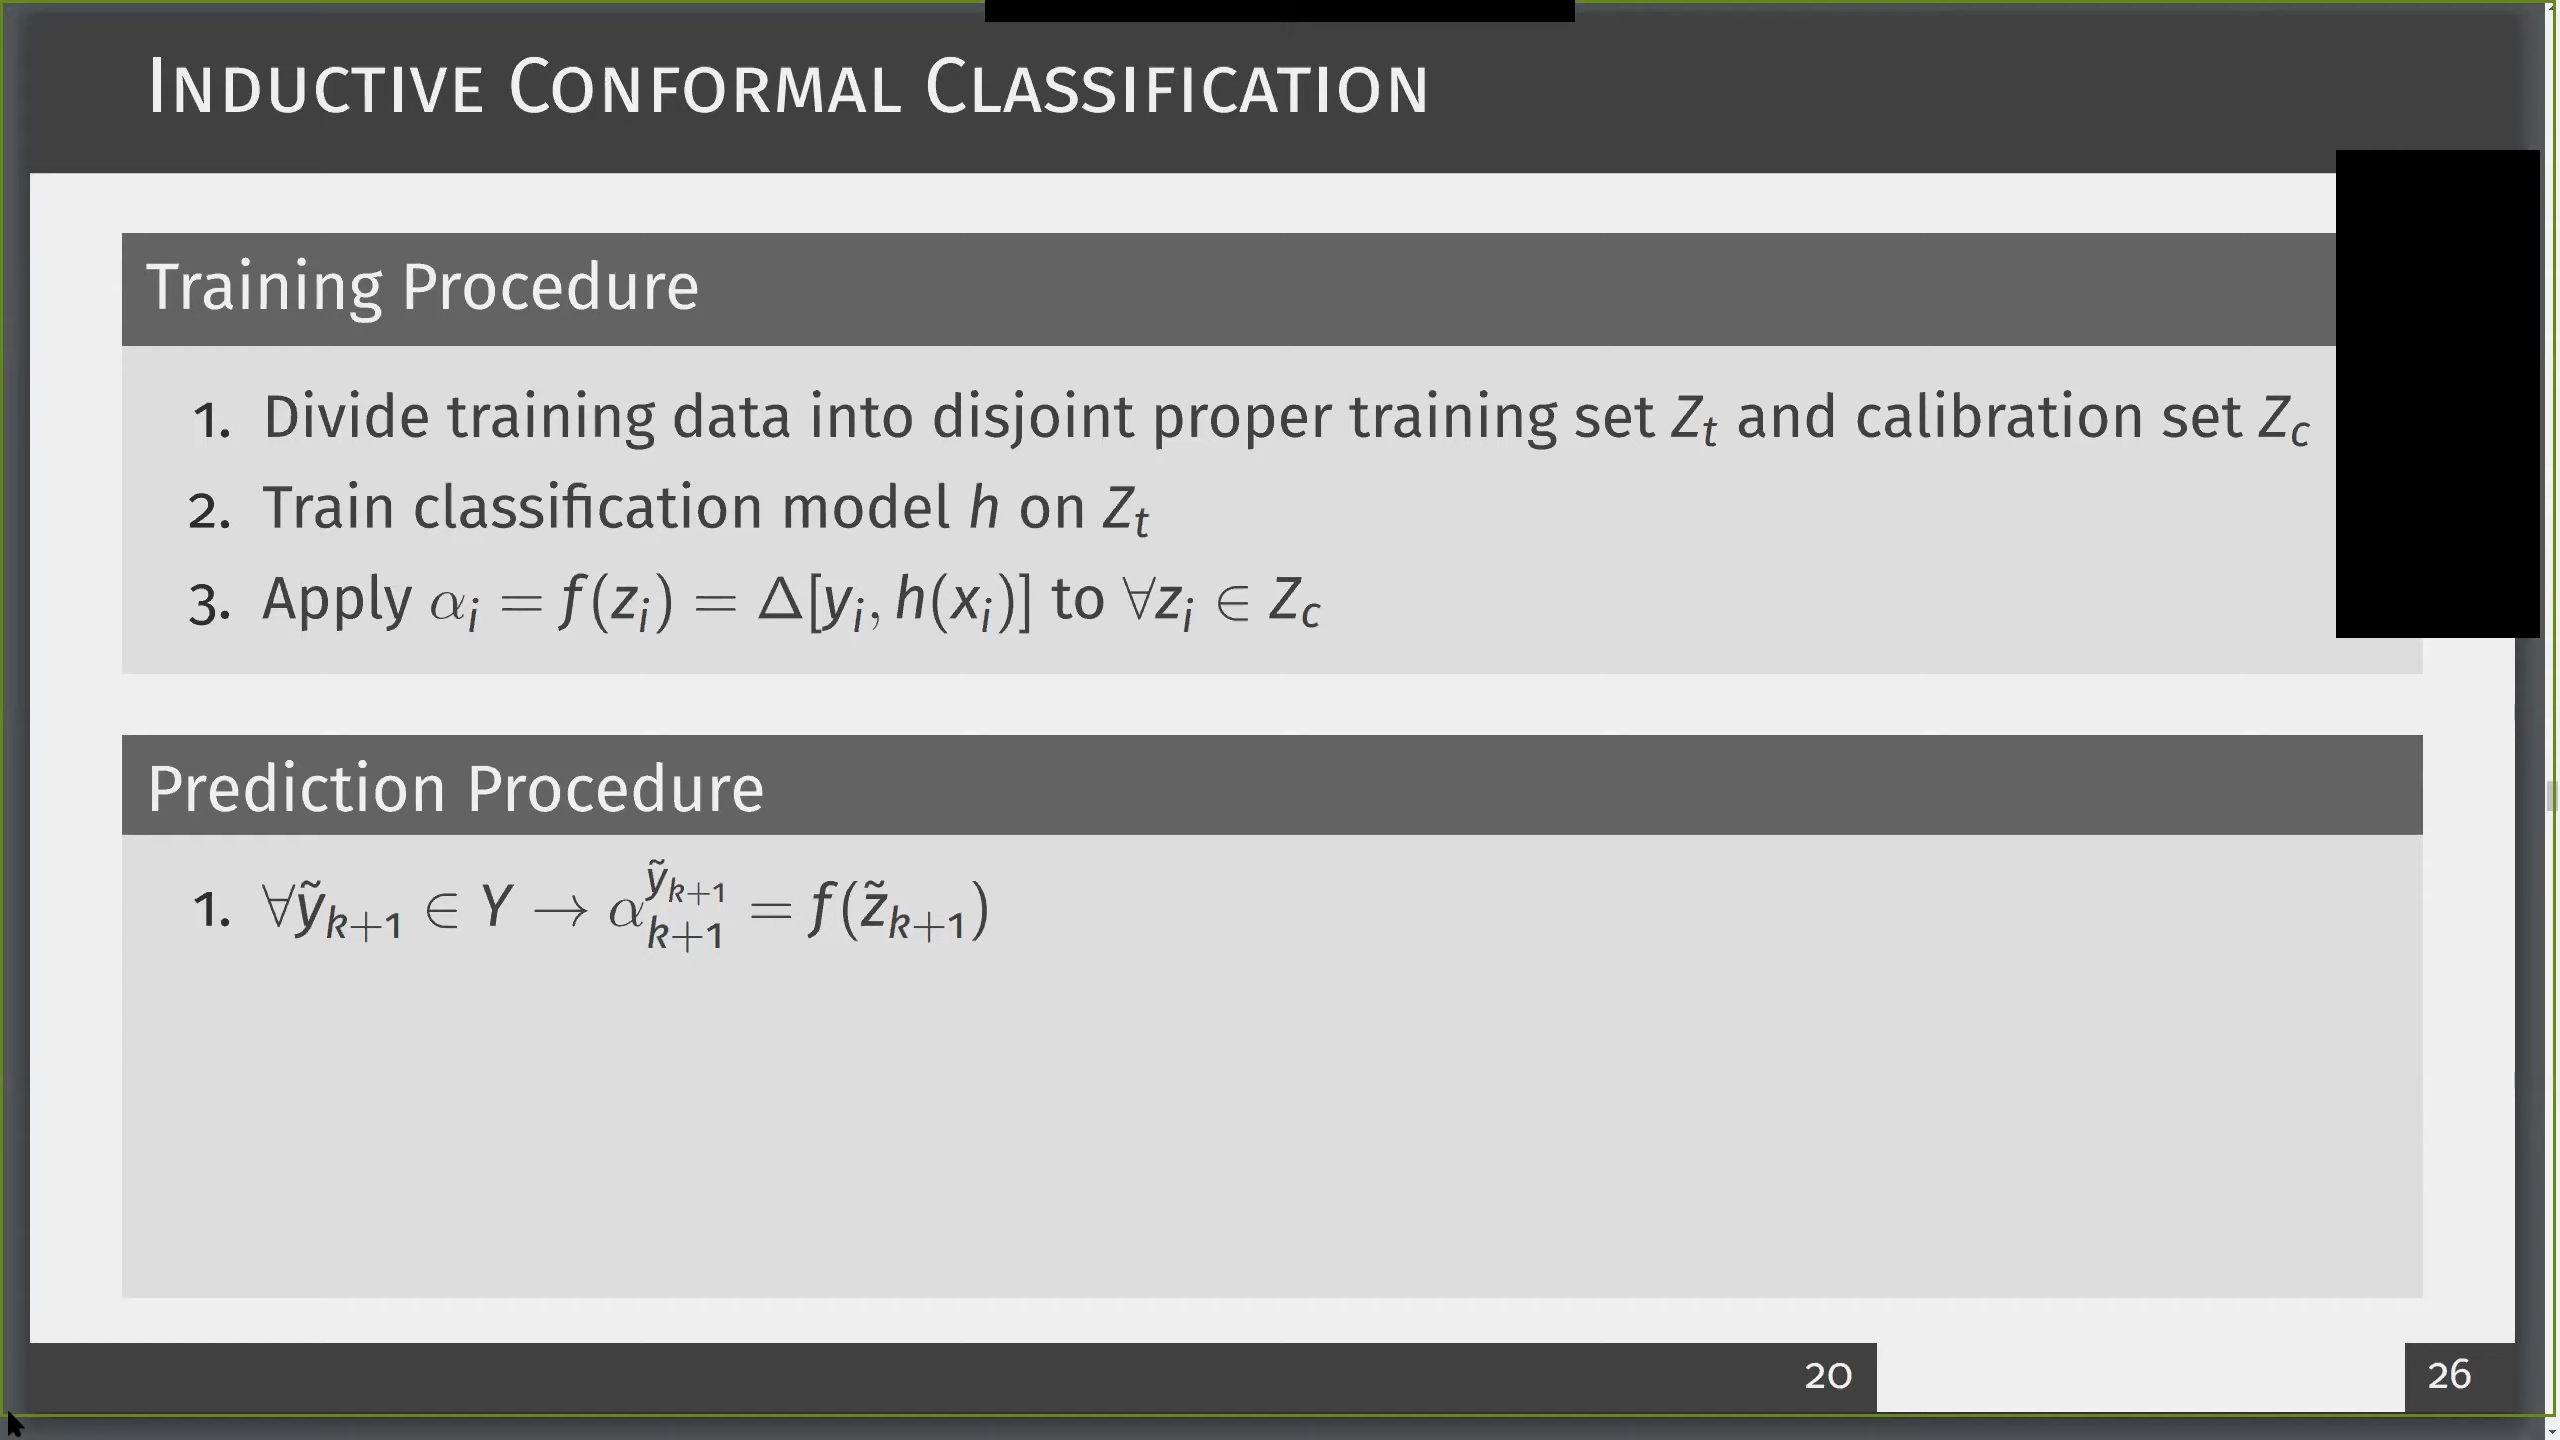 INDUCTIVE CONFORMAL CLASSIFICATION
Training Procedure
1. Divide training data into disjoint proper training set Z_t and calibration set Z_c
2. Train classification model h on Z_t
3. Apply α_i = f(z_i) = Δ[y_i, h(x_i)] to ∀z_i ∈ Z_c
Prediction Procedure
1. ∀ỹ_{k+1} ∈ Y → α_{k+1}^{ỹ_{k+1}} = f(z̃_{k+1})
20
26